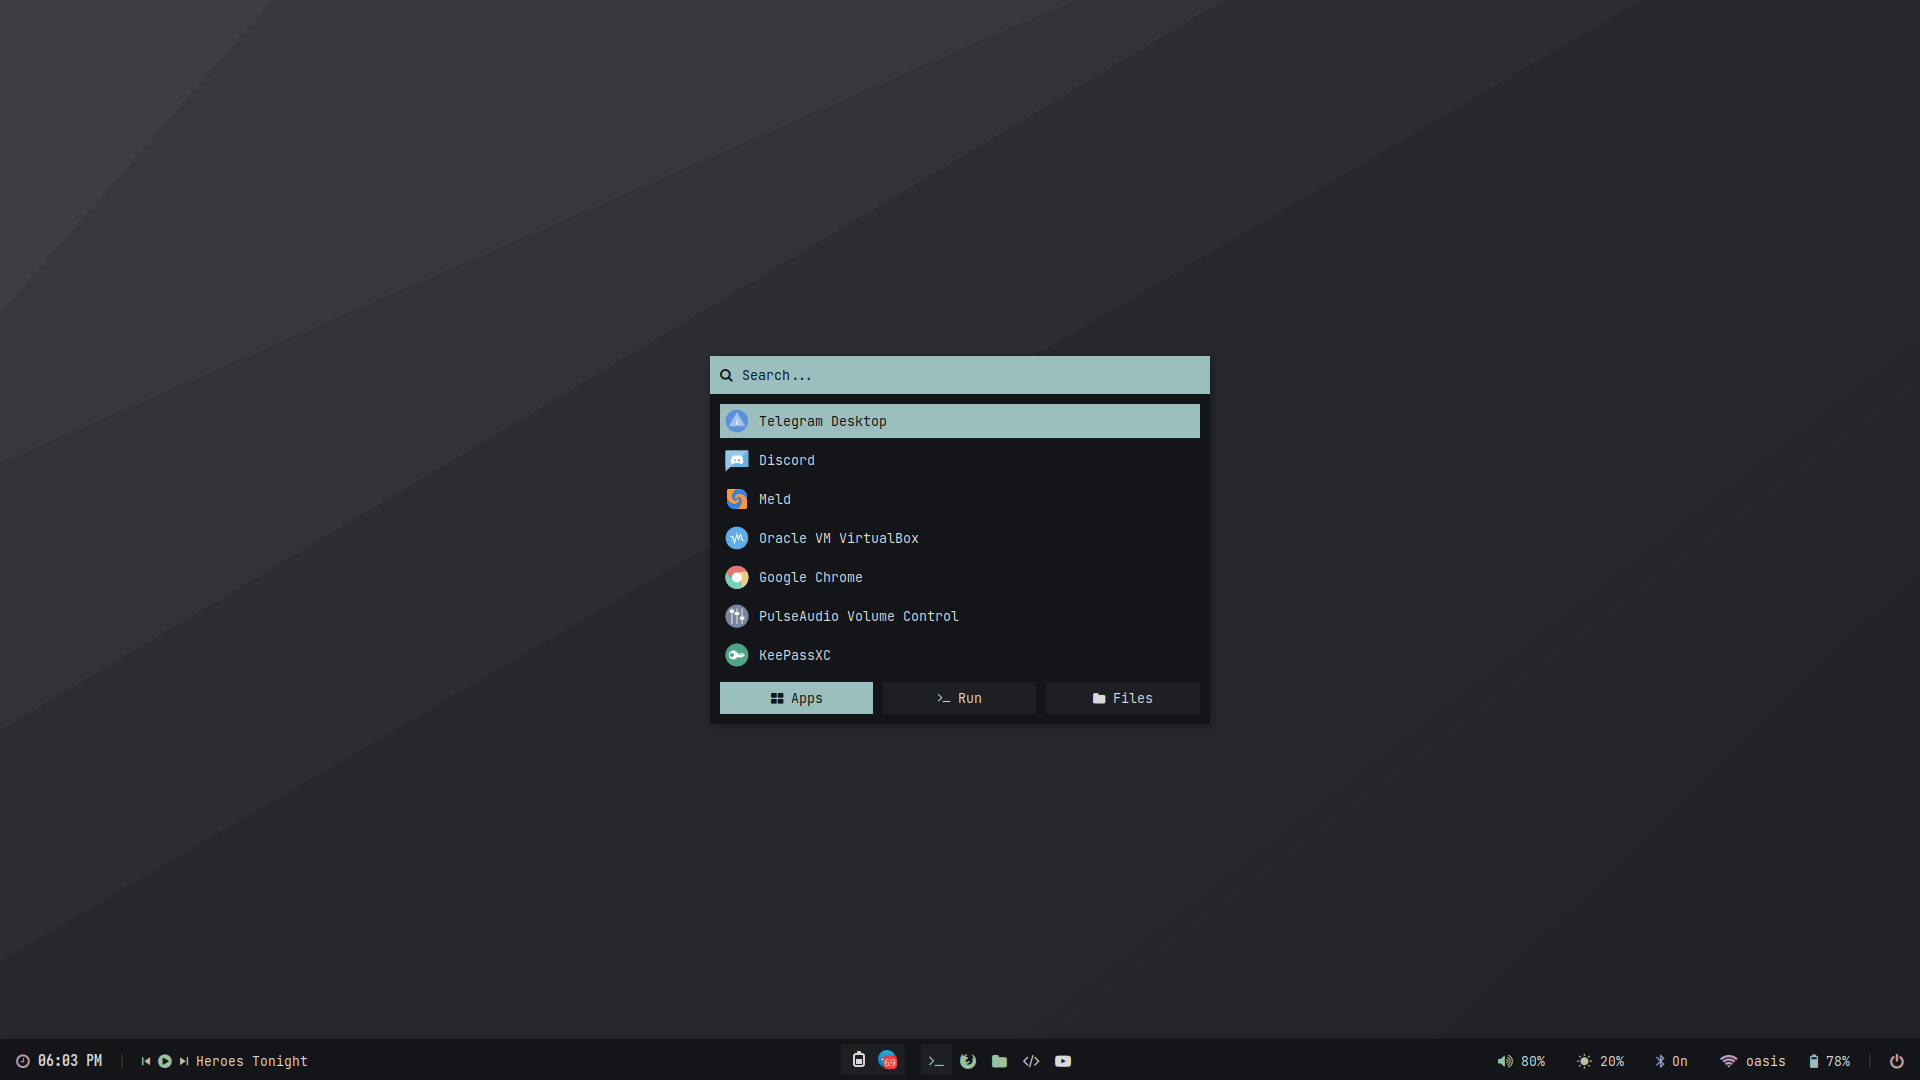 Search...
Telegram Desktop
Discord
Meld
Oracle VM VirtualBox
Google Chrome
PulseAudio Volume Control
KeePassXC
Apps Run Files
06:03 PM | Heroes Tonight 69 80% 20% On oasis 78% |